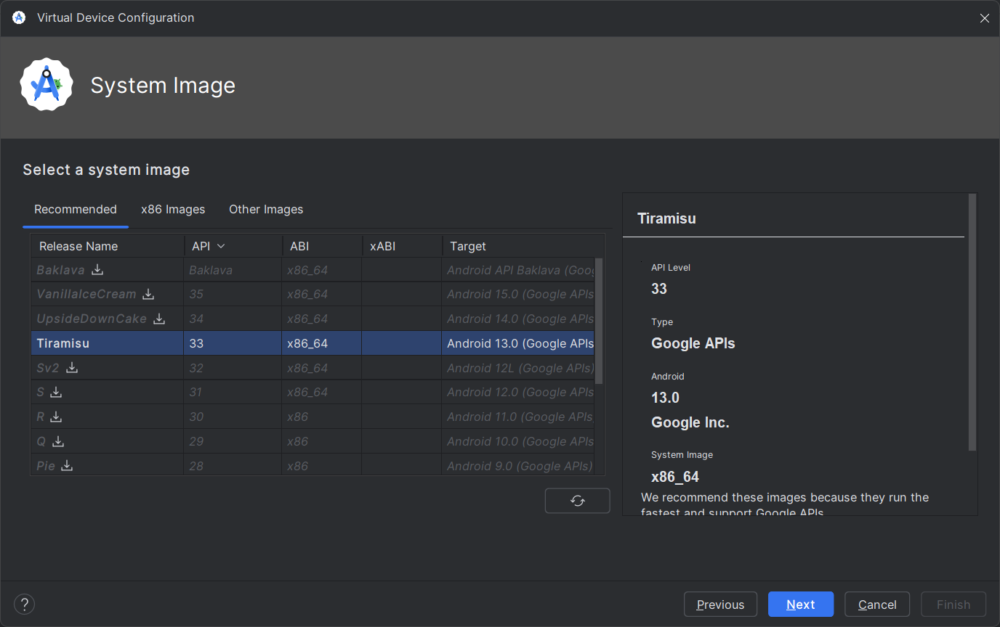 Virtual Device Configuration
System Image
Select a system image
Recommended x86 Images Other Images
Release Name API ABI xABI Target
Baklava Baklava x86_64 Android API Baklava (Goog
VanillaIceCream 35 x86_64 Android 15.0 (Google APIs
UpsideDownCake 34 x86_64 Android 14.0 (Google APIs
Tiramisu 33 x86_64 Android 13.0 (Google APIs
Sv2 32 x86_64 Android 12L (Google APIs)
S 31 x86_64 Android 12.0 (Google APIs
R 30 x86 Android 11.0 (Google APIs
Q 29 x86 Android 10.0 (Google APIs
Pie 28 x86 Android 9.0 (Google APIs)
Tiramisu
API Level
33
Type
Google APIs
Android
13.0
Google Inc.
System Image
x86_64
We recommend these images because they run the
fastest and support Google APIs
? Previous Next Cancel Finish